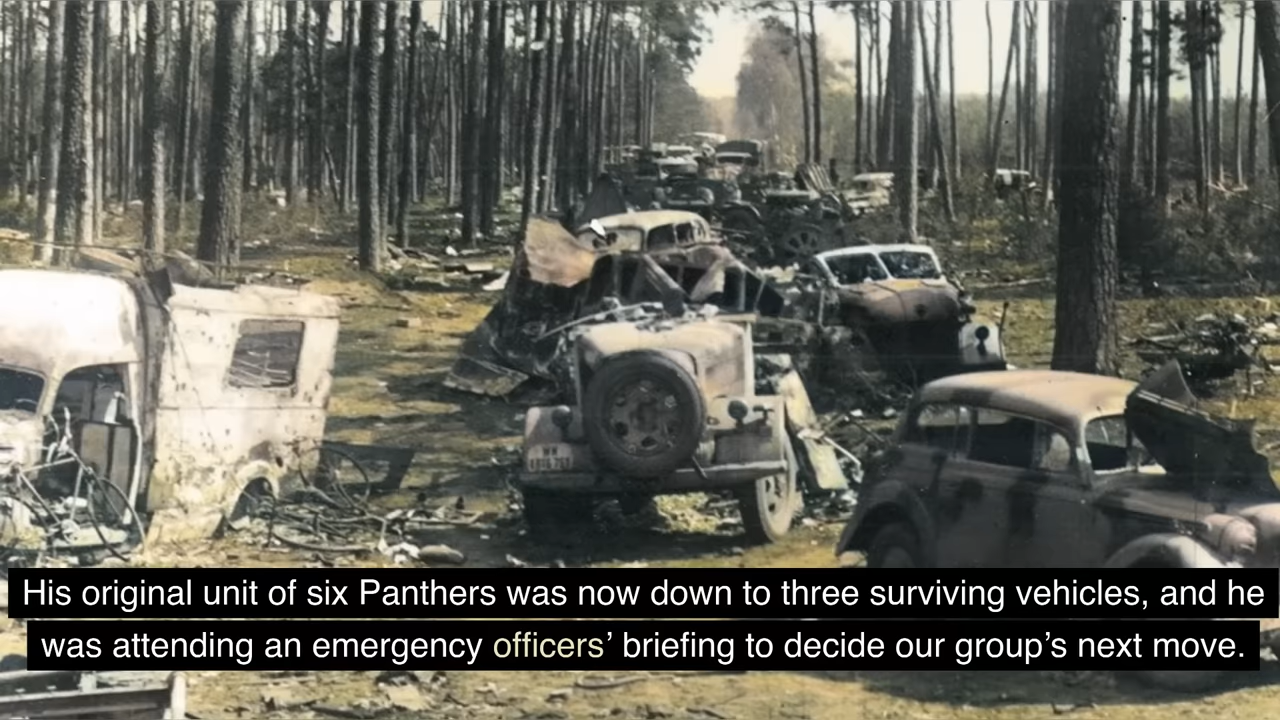 His original unit of six Panthers was now down to three surviving vehicles, and he
was attending an emergency officers’ briefing to decide our group’s next move.